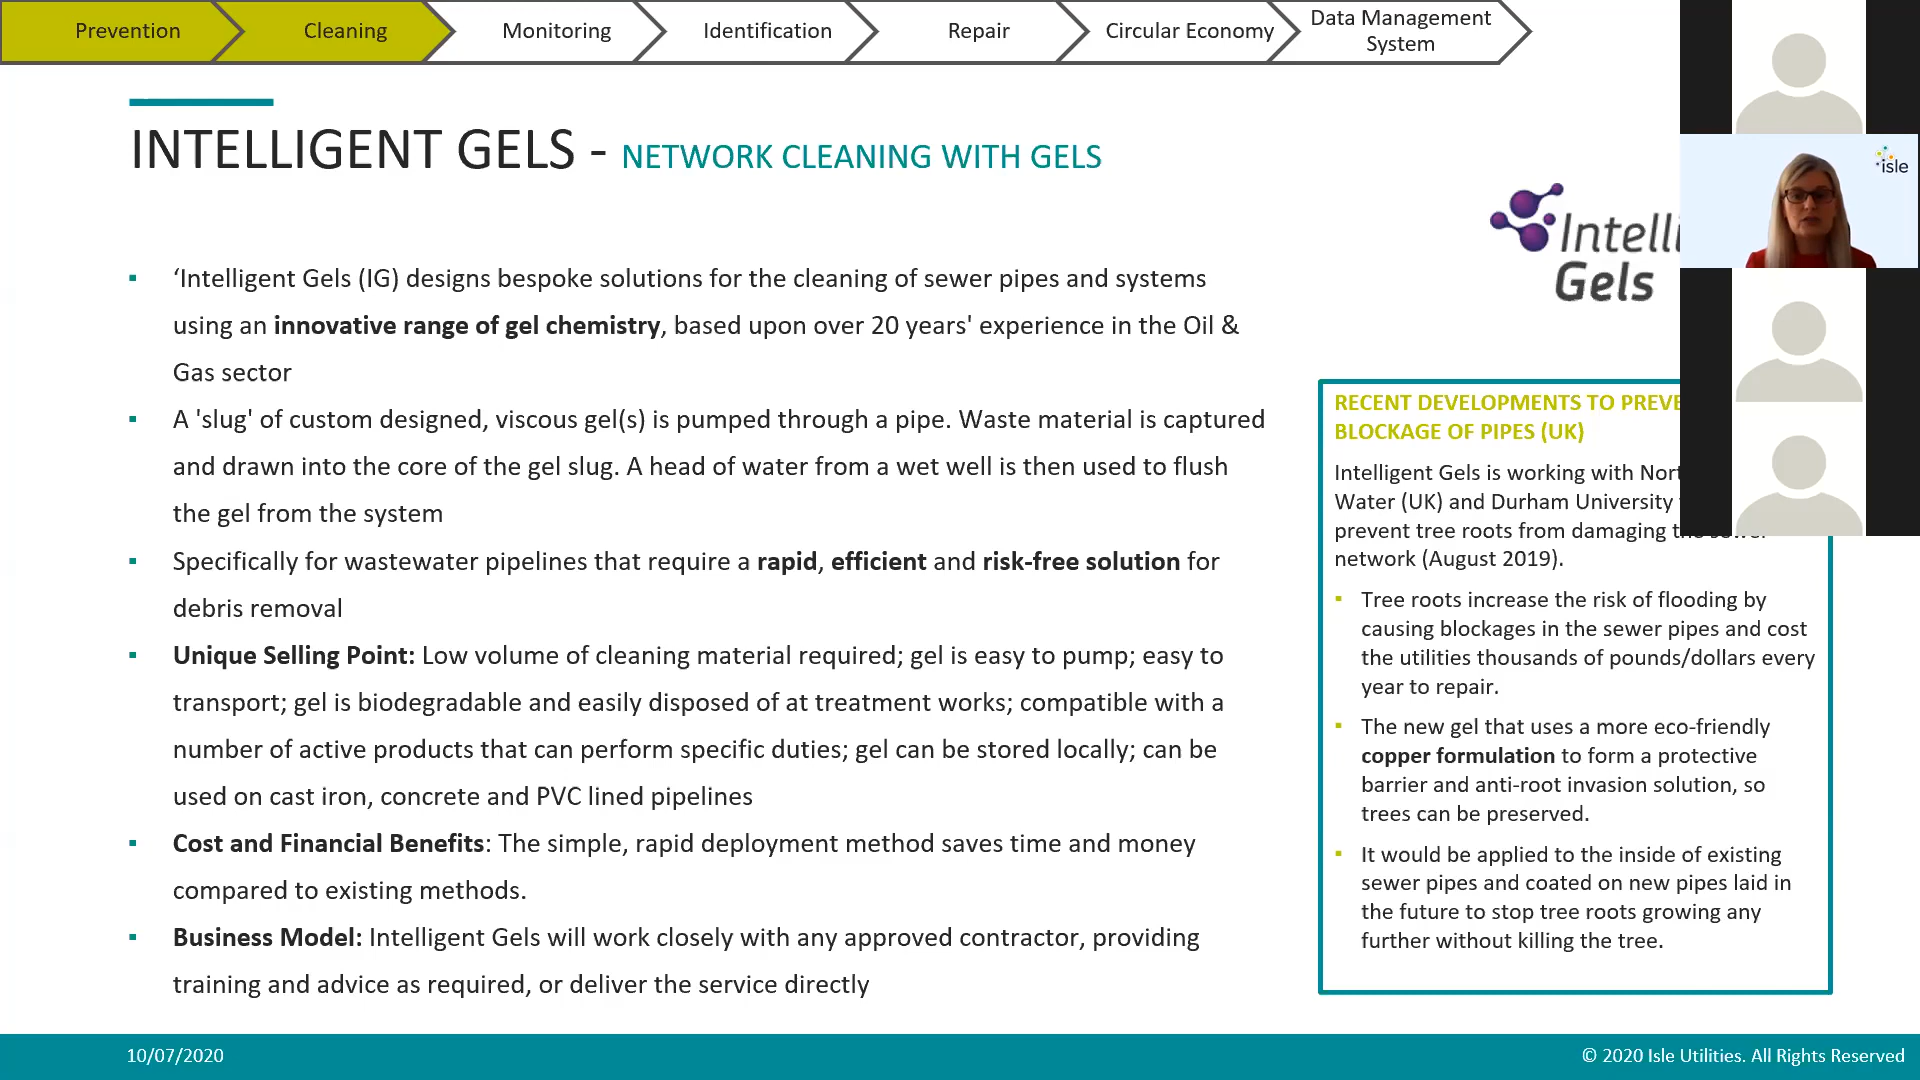 Prevention
Cleaning
Monitoring
Identification
Repair
Circular Economy
Data Management
System
INTELLIGENT GELS - NETWORK CLEANING WITH GELS
isle
Gels
▪ ‘Intelligent Gels (IG) designs bespoke solutions for the cleaning of sewer pipes and systems
using an innovative range of gel chemistry, based upon over 20 years' experience in the Oil &
Gas sector
▪ A 'slug' of custom designed, viscous gel(s) is pumped through a pipe. Waste material is captured
and drawn into the core of the gel slug. A head of water from a wet well is then used to flush
the gel from the system
▪ Specifically for wastewater pipelines that require a rapid, efficient and risk-free solution for
debris removal
▪ Unique Selling Point: Low volume of cleaning material required; gel is easy to pump; easy to
transport; gel is biodegradable and easily disposed of at treatment works; compatible with a
number of active products that can perform specific duties; gel can be stored locally; can be
used on cast iron, concrete and PVC lined pipelines
▪ Cost and Financial Benefits: The simple, rapid deployment method saves time and money
compared to existing methods.
▪ Business Model: Intelligent Gels will work closely with any approved contractor, providing
training and advice as required, or deliver the service directly
RECENT DEVELOPMENTS TO
BLOCKAGE OF PIPES (UK)
Intelligent Gels is working with
Water (UK) and Durham University
prevent tree roots from damaging the sewer
network (August 2019).
▪ Tree roots increase the risk of flooding by
causing blockages in the sewer pipes and cost
the utilities thousands of pounds/dollars every
year to repair.
▪ The new gel that uses a more eco-friendly
copper formulation to form a protective
barrier and anti-root invasion solution, so
trees can be preserved.
▪ It would be applied to the inside of existing
sewer pipes and coated on new pipes laid in
the future to stop tree roots growing any
further without killing the tree.
10/07/2020
© 2020 Isle Utilities. All Rights Reserved